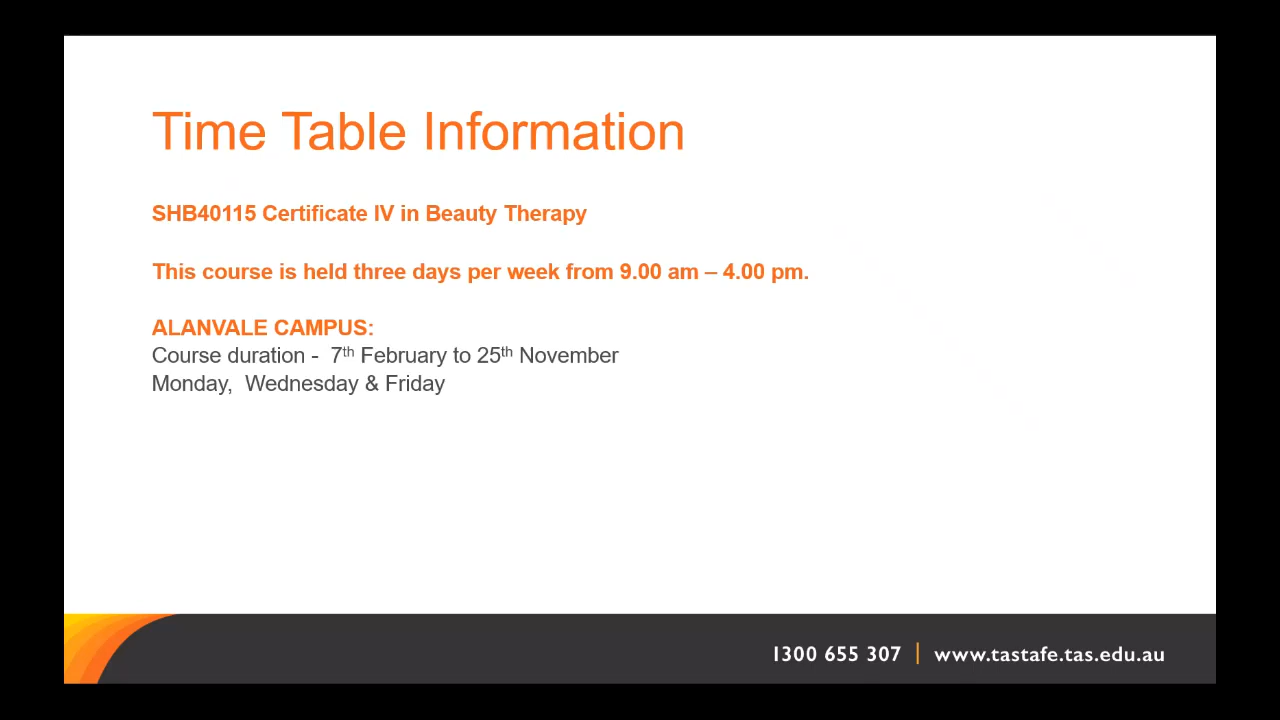 Time Table Information
SHB40115 Certificate IV in Beauty Therapy
This course is held three days per week from 9.00 am – 4.00 pm.
ALANVALE CAMPUS:
Course duration -  7th February to 25th November
Monday,  Wednesday & Friday
1300 655 307 | www.tastafe.tas.edu.au